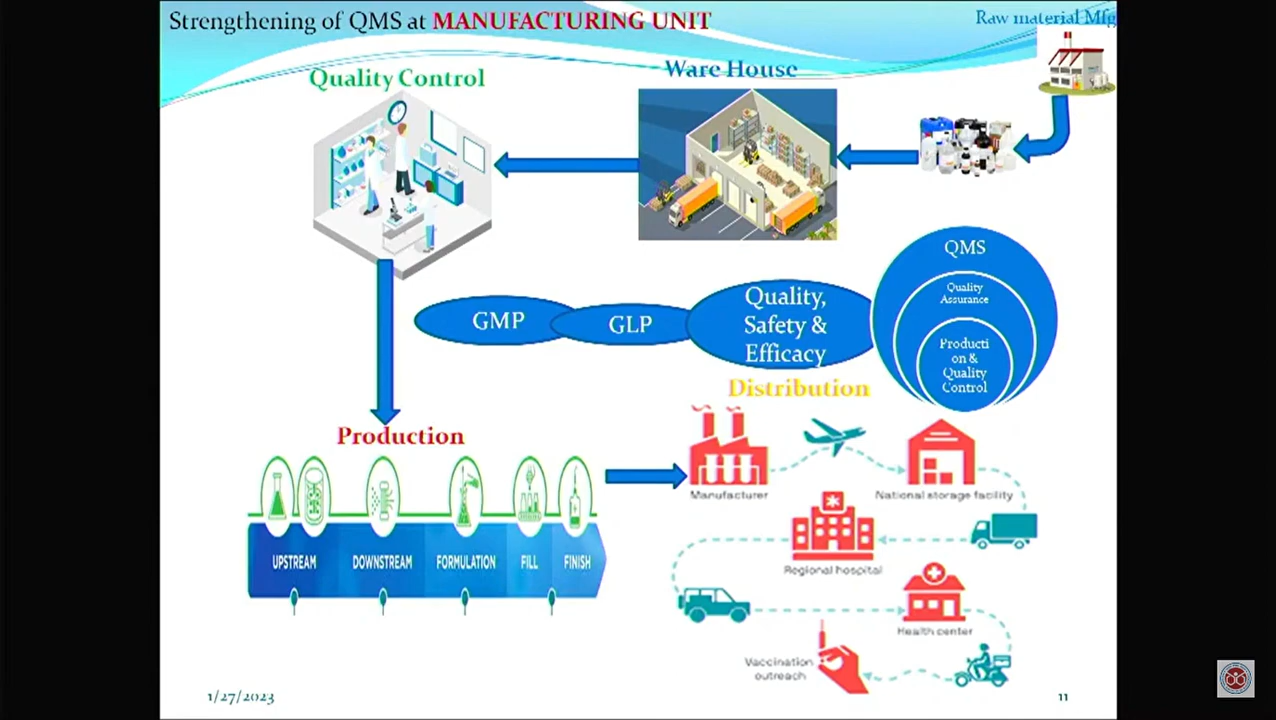 Strengthening of QMS at MANUFACTURING UNIT
Raw material Mfg
Quality Control
Ware House
QMS
Quality
Assurance
Producti
on &
Quality
Control
GMP
GLP
Quality,
Safety &
Efficacy
Distribution
Production
Manufacturer
National storage facility
UPSTREAM
DOWNSTREAM
FORMULATION
FILL
FINISH
Regional hospital
Health center
Vaccination
outreach
1/27/2023
11